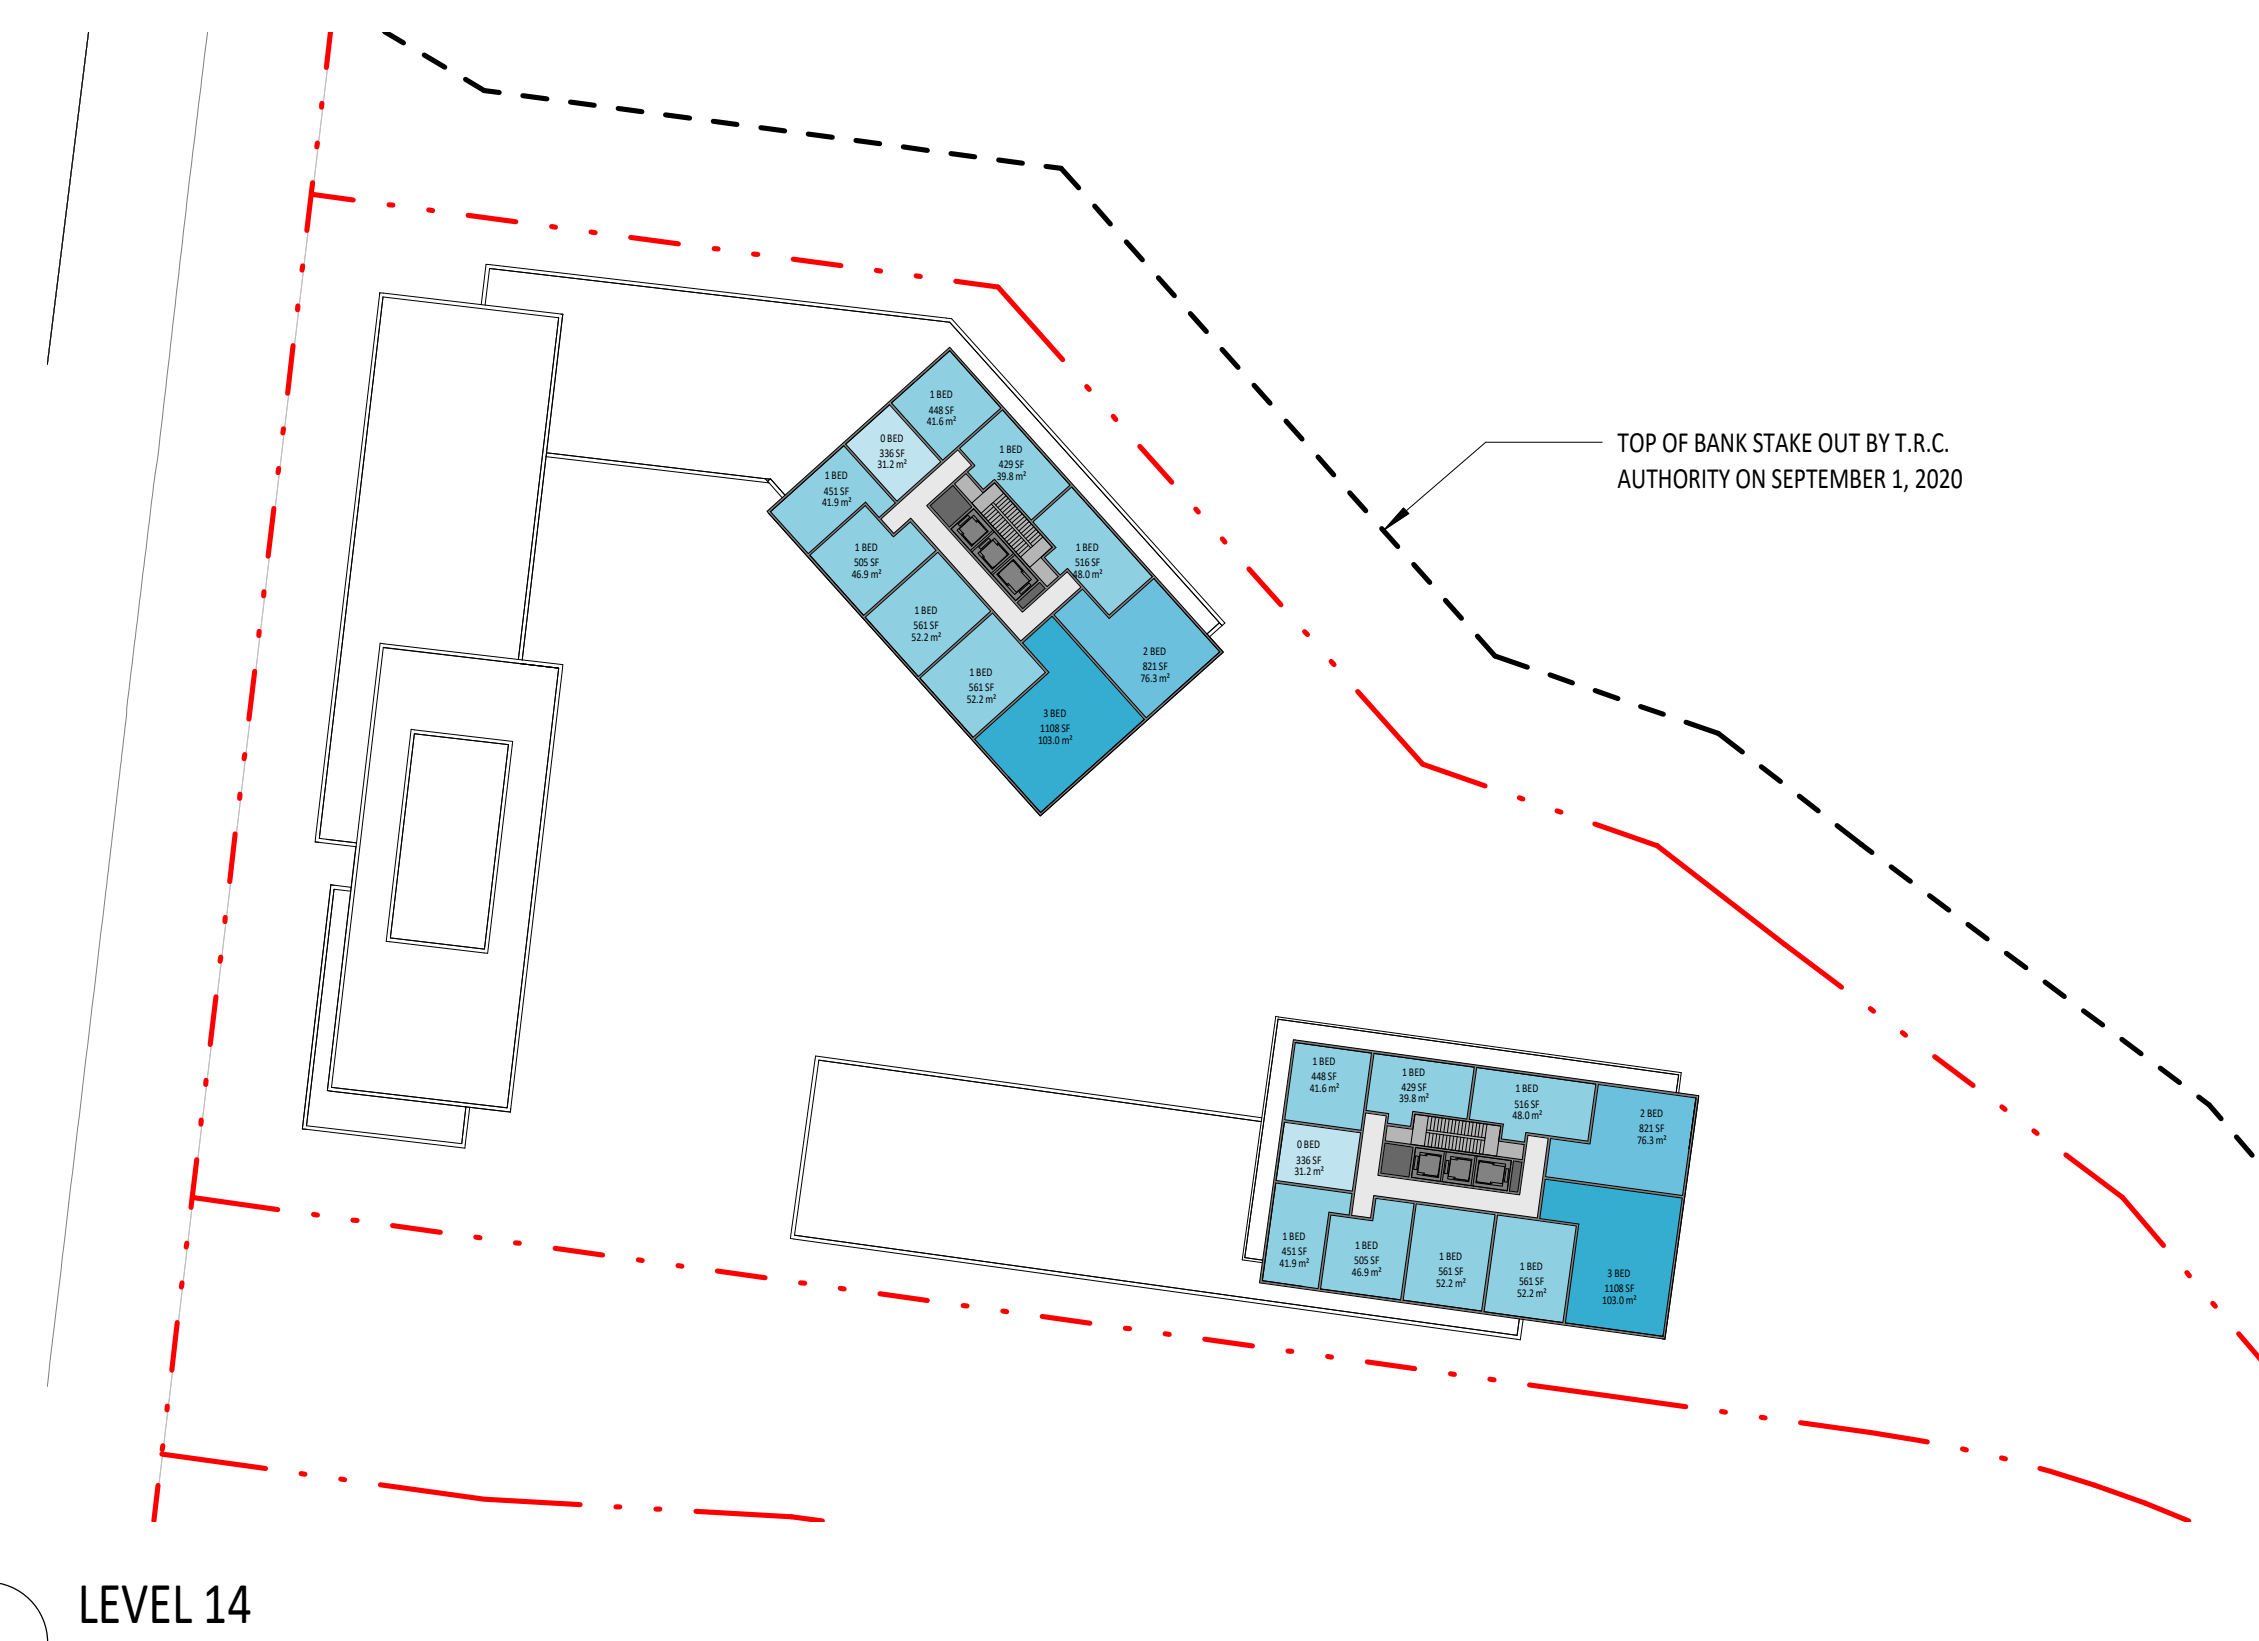 1 BED
448 SF
41.6 m²
0 BED
336 SF
31.2 m²
1 BED
429 SF
39.8 m²
1 BED
451 SF
41.9 m²
1 BED
505 SF
46.9 m²
1 BED
516 SF
48.0 m²
1 BED
561 SF
52.2 m²
1 BED
561 SF
52.2 m²
2 BED
821 SF
76.3 m²
3 BED
1108 SF
103.0 m²
TOP OF BANK STAKE OUT BY T.R.C.
AUTHORITY ON SEPTEMBER 1, 2020
1 BED
448 SF
41.6 m²
1 BED
429 SF
39.8 m²
1 BED
516 SF
48.0 m²
2 BED
821 SF
76.3 m²
0 BED
336 SF
31.2 m²
1 BED
451 SF
41.9 m²
1 BED
505 SF
46.9 m²
1 BED
561 SF
52.2 m²
1 BED
561 SF
52.2 m²
3 BED
1108 SF
103.0 m²
LEVEL 14